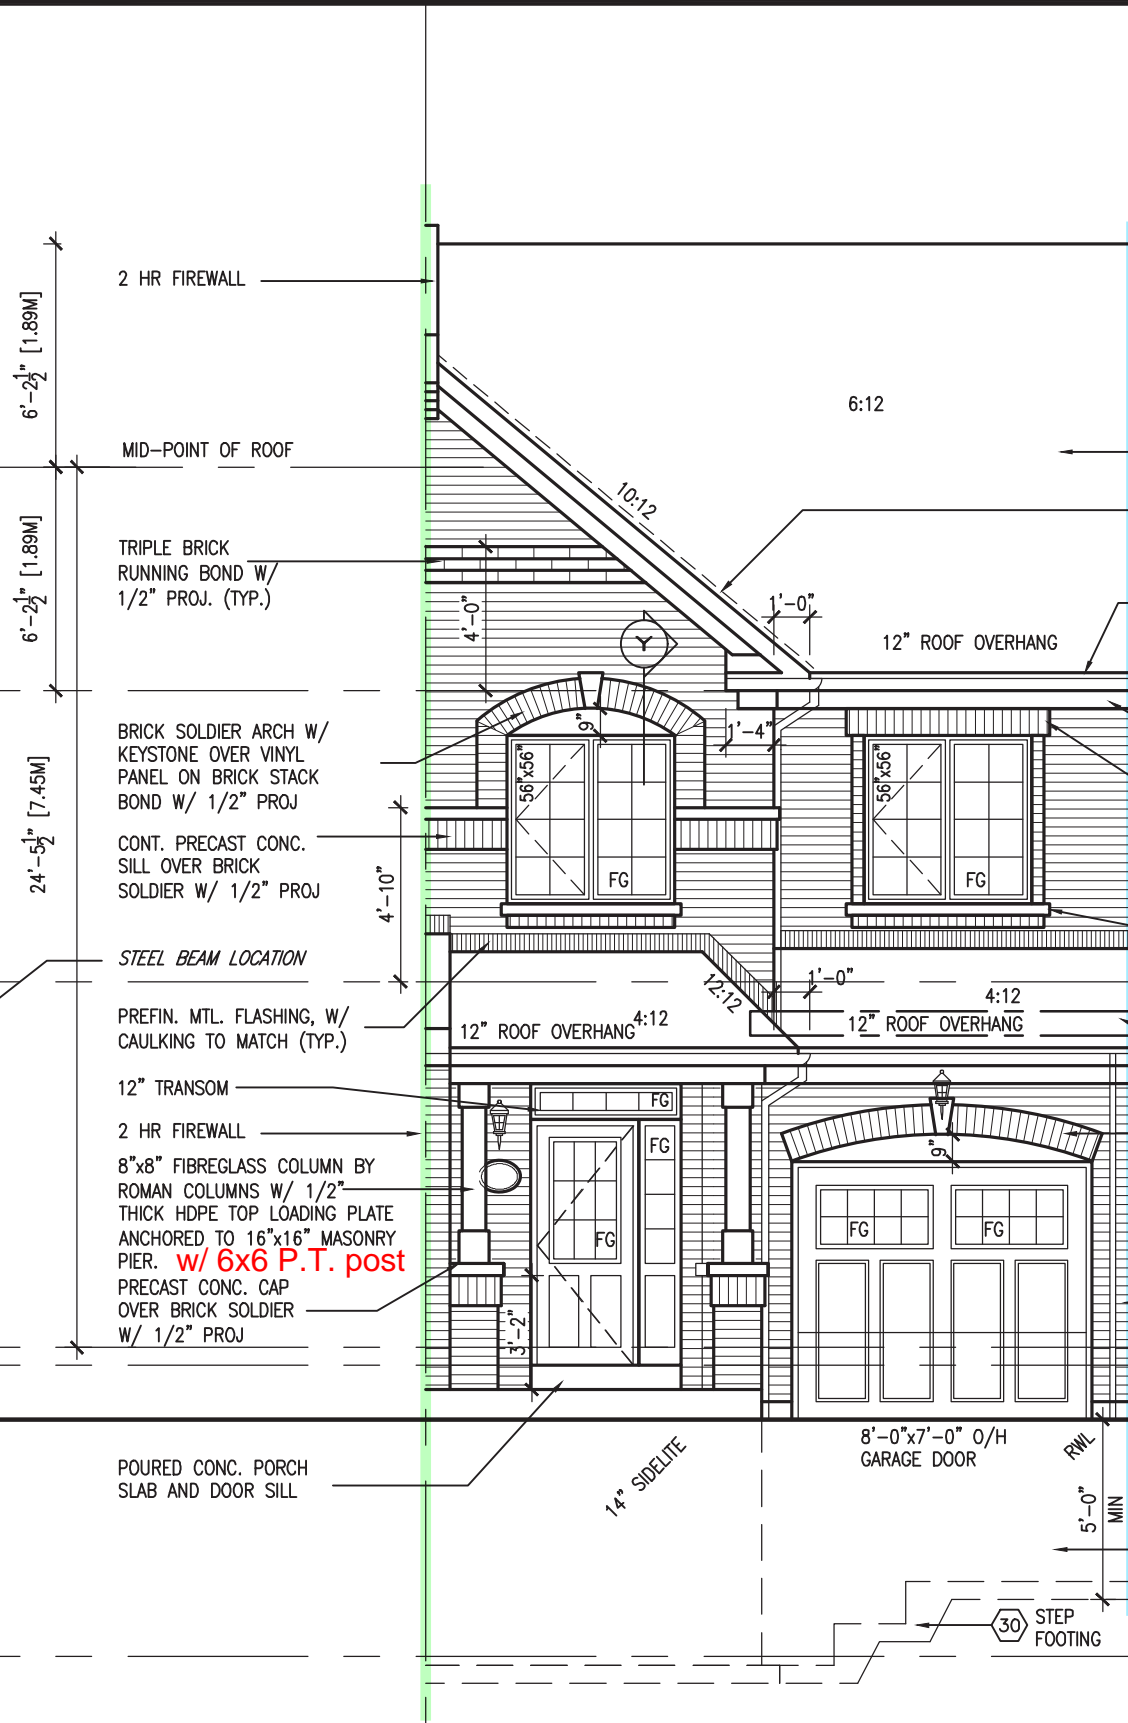 2 HR FIREWALL
6'-2 1/2" [1.89M]
6:12
MID-POINT OF ROOF
10:12
TRIPLE BRICK
RUNNING BOND W/
1/2" PROJ. (TYP.)
6'-2 1/2" [1.89M]
4'-0"
Y
1'-0"
12" ROOF OVERHANG
BRICK SOLDIER ARCH W/
KEYSTONE OVER VINYL
PANEL ON BRICK STACK
BOND W/ 1/2" PROJ
9"
1'-4"
56"x56"
56"x56"
24'-5 1/2" [7.45M]
CONT. PRECAST CONC.
SILL OVER BRICK
SOLDIER W/ 1/2" PROJ
4'-10"
FG
FG
STEEL BEAM LOCATION
12:12
1'-0"
4:12
PREFIN. MTL. FLASHING, W/
CAULKING TO MATCH (TYP.)
12" ROOF OVERHANG
4:12
12" ROOF OVERHANG
12" TRANSOM
FG
2 HR FIREWALL
FG
9"
8"x8" FIBREGLASS COLUMN BY
ROMAN COLUMNS W/ 1/2"
THICK HDPE TOP LOADING PLATE
ANCHORED TO 16"x16" MASONRY
PIER.
w/ 6x6 P.T. post
FG
FG
FG
PRECAST CONC. CAP
OVER BRICK SOLDIER
W/ 1/2" PROJ
3'-2"
8'-0"x7'-0" O/H
GARAGE DOOR
RWL
POURED CONC. PORCH
SLAB AND DOOR SILL
14" SIDELITE
5'-0"
MIN
30
STEP
FOOTING